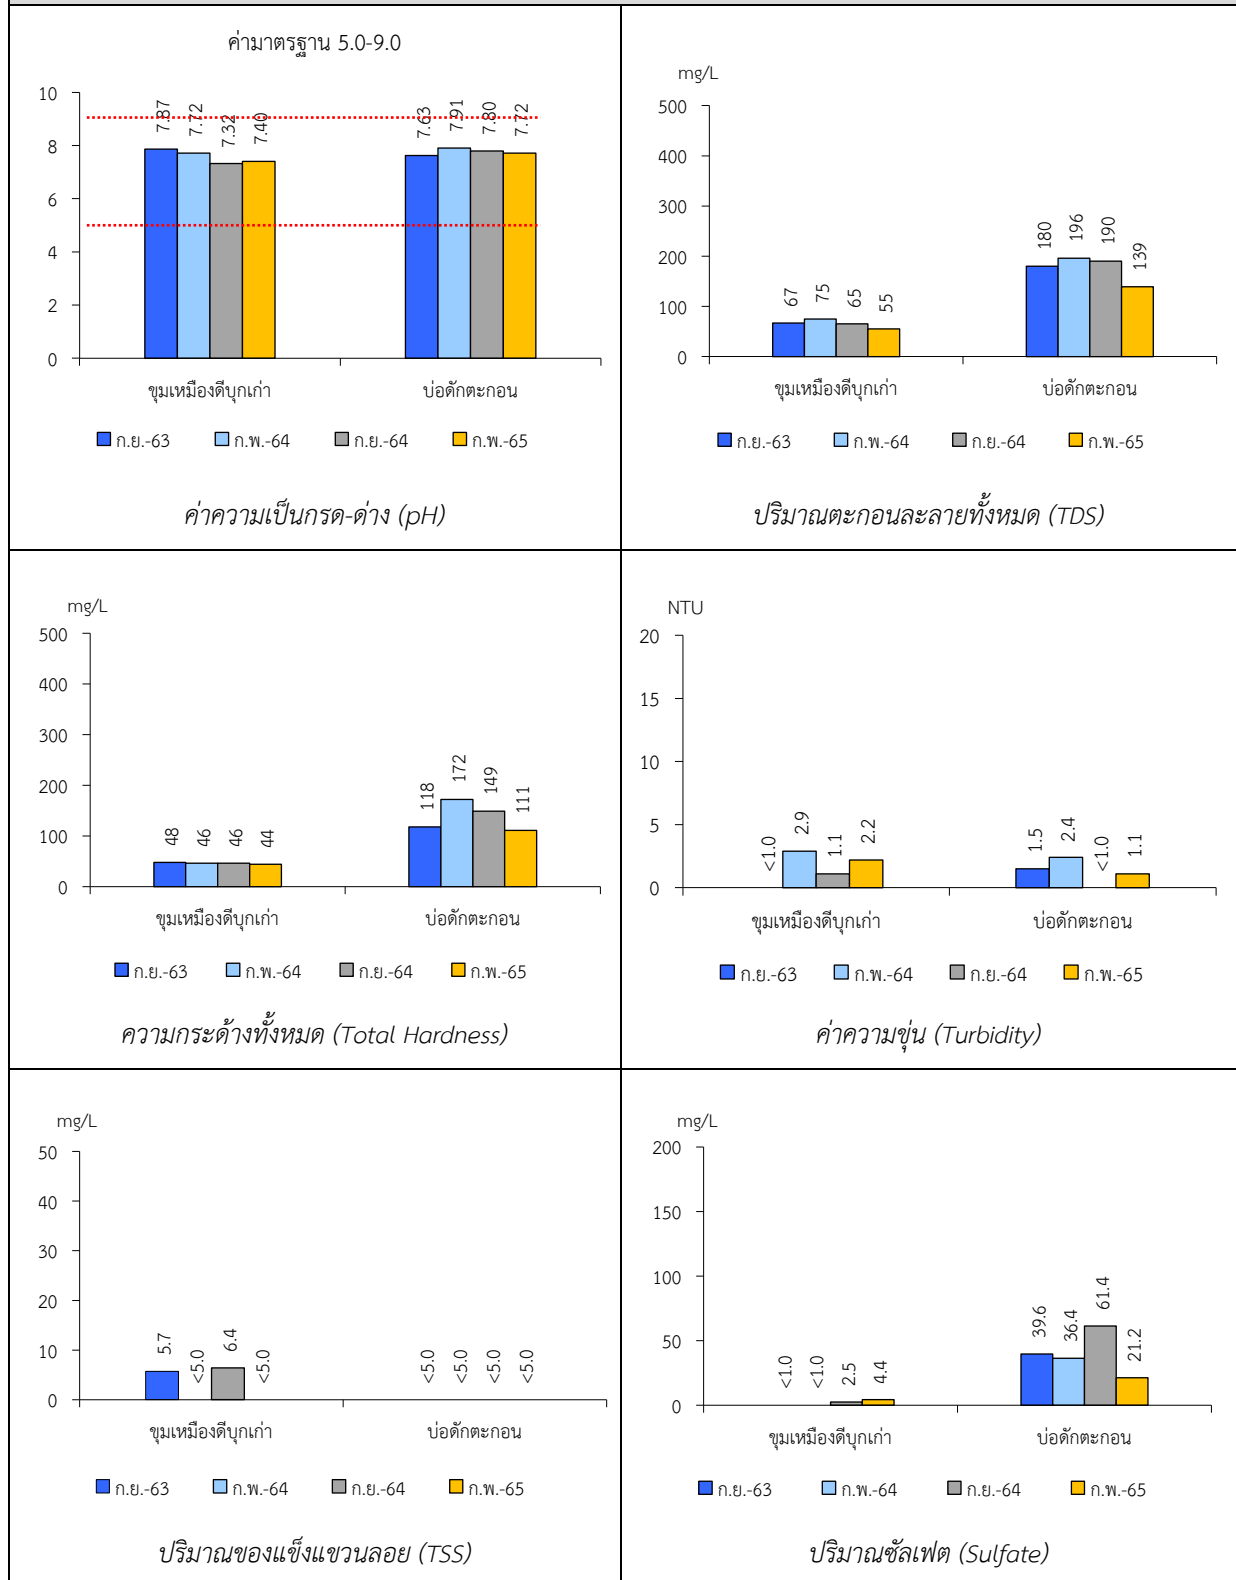 ค่ามาตรฐาน 5.0-9.0
10
8
6
4
2
0
7.87 7.72 7.32 7.40 7.63 7.91 7.80 7.72
ขุมเหมืองดีบุกเก่า บ่อดักตะกอน
ก.ย.-63 ก.พ.-64 ก.ย.-64 ก.พ.-65
ค่าความเป็นกรด-ด่าง (pH)
mg/L
500
400
300
200
100
0
67 75 65 55 180 196 190 139
ขุมเหมืองดีบุกเก่า บ่อดักตะกอน
ก.ย.-63 ก.พ.-64 ก.ย.-64 ก.พ.-65
ปริมาณตะกอนละลายทั้งหมด (TDS)
mg/L
500
400
300
200
100
0
48 46 46 44 118 172 149 111
ขุมเหมืองดีบุกเก่า บ่อดักตะกอน
ก.ย.-63 ก.พ.-64 ก.ย.-64 ก.พ.-65
ความกระด้างทั้งหมด (Total Hardness)
NTU
20
15
10
5
0
<1.0 2.9 1.1 2.2 1.5 2.4 <1.0 1.1
ขุมเหมืองดีบุกเก่า บ่อดักตะกอน
ก.ย.-63 ก.พ.-64 ก.ย.-64 ก.พ.-65
ค่าความขุ่น (Turbidity)
mg/L
50
40
30
20
10
0
5.7 <5.0 6.4 <5.0 <5.0 <5.0 <5.0 <5.0
ขุมเหมืองดีบุกเก่า บ่อดักตะกอน
ก.ย.-63 ก.พ.-64 ก.ย.-64 ก.พ.-65
ปริมาณของแข็งแขวนลอย (TSS)
mg/L
200
150
100
50
0
<1.0 <1.0 2.5 4.4 39.6 36.4 61.4 21.2
ขุมเหมืองดีบุกเก่า บ่อดักตะกอน
ก.ย.-63 ก.พ.-64 ก.ย.-64 ก.พ.-65
ปริมาณซัลเฟต (Sulfate)